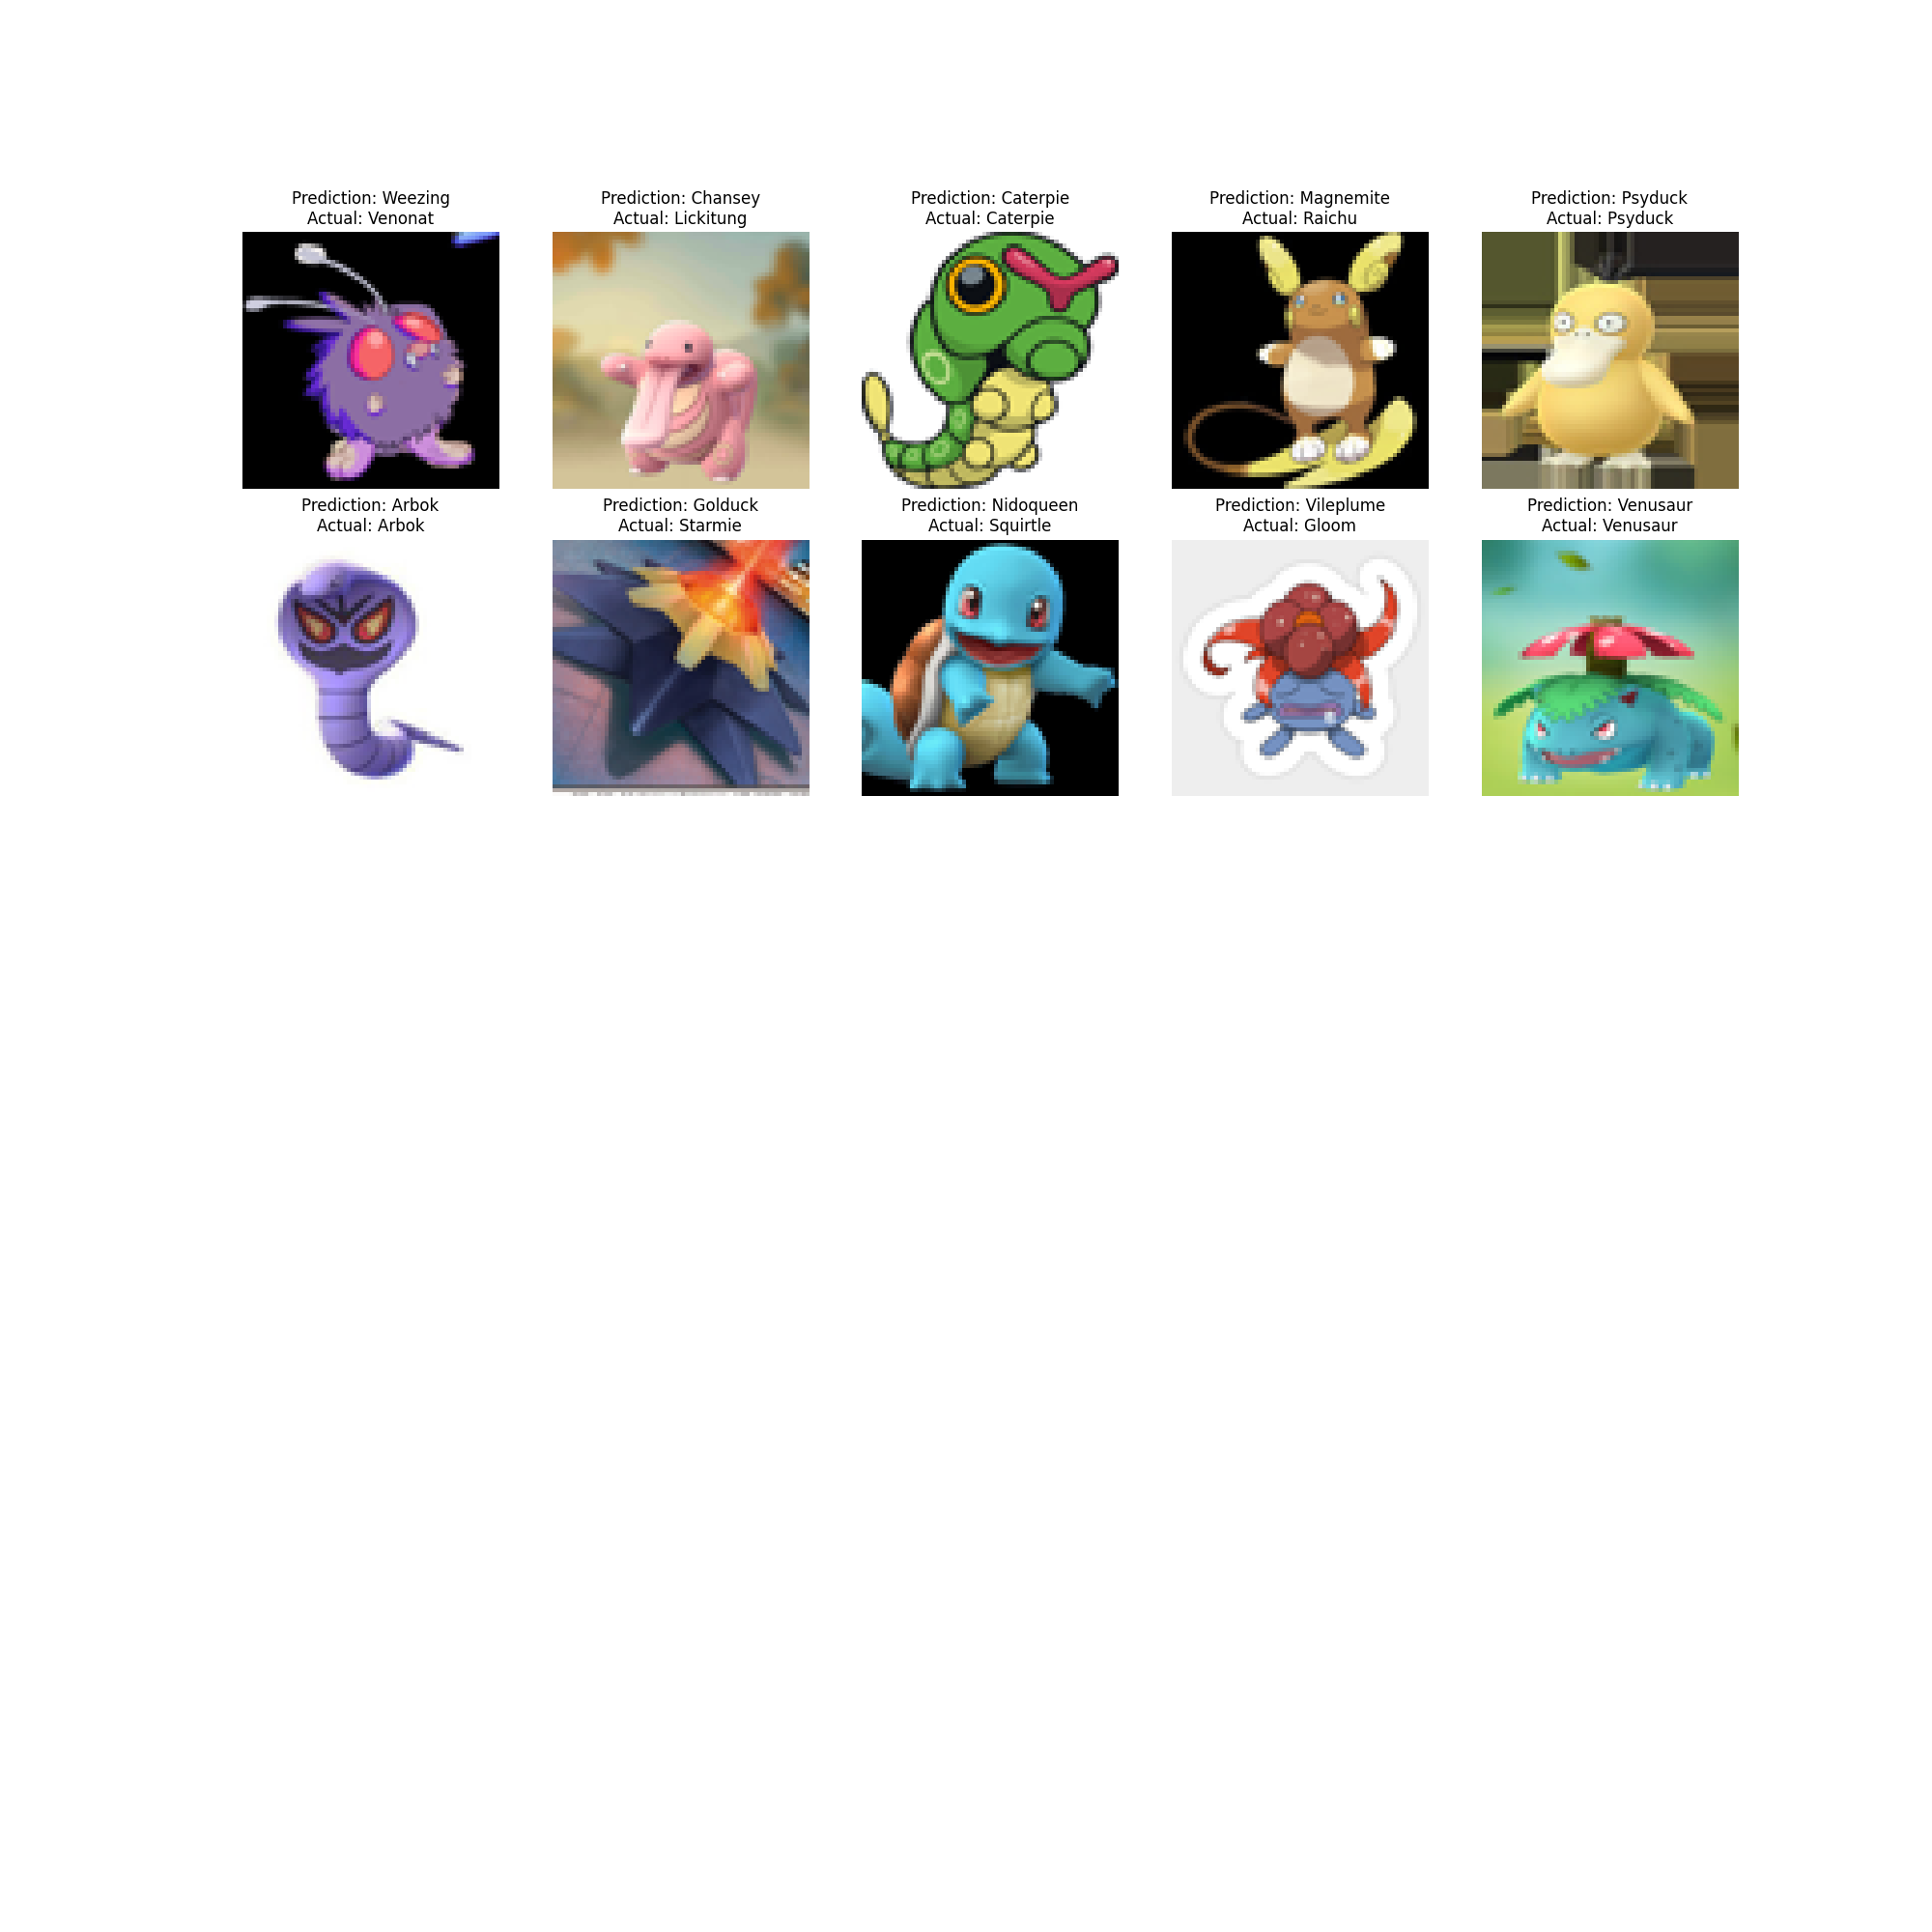 Prediction: Weezing
Actual: Venonat
Prediction: Chansey
Actual: Lickitung
Prediction: Caterpie
Actual: Caterpie
Prediction: Magnemite
Actual: Raichu
Prediction: Psyduck
Actual: Psyduck
Prediction: Arbok
Actual: Arbok
Prediction: Golduck
Actual: Starmie
Prediction: Nidoqueen
Actual: Squirtle
Prediction: Vileplume
Actual: Gloom
Prediction: Venusaur
Actual: Venusaur